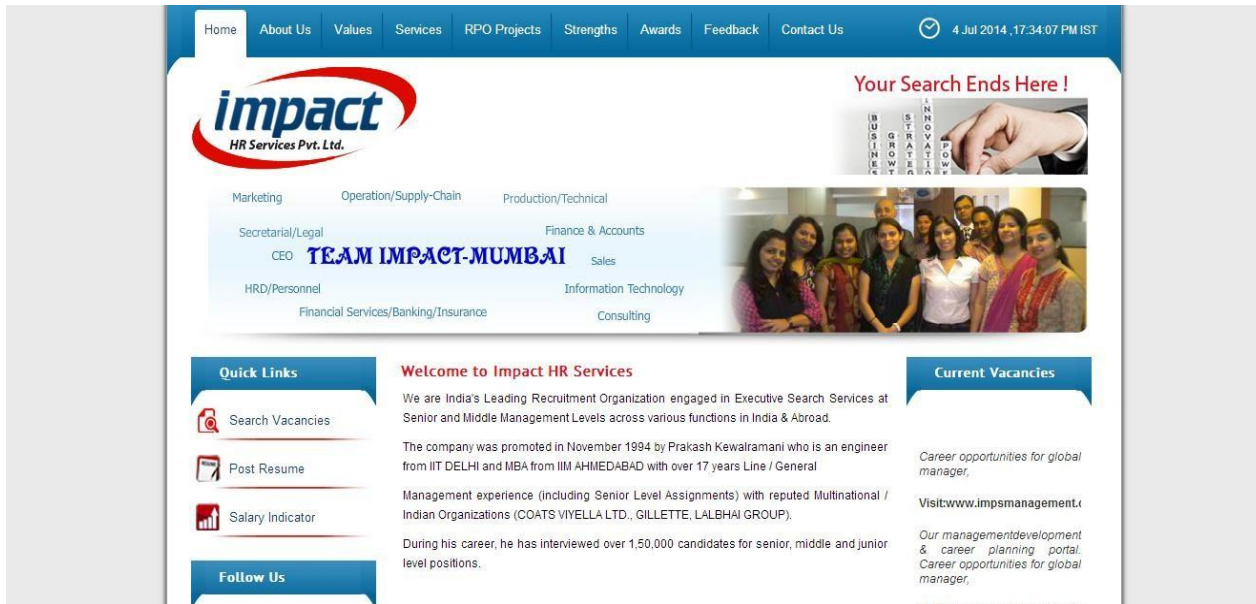 Home About Us Values Services RPO Projects Strengths Awards Feedback Contact Us 4 Jul 2014 ,17:34:07 PM IST
impact
HR Services Pvt. Ltd.
Your Search Ends Here !
BUSINES
GROWT
STRATEG
INNOVATIO
POWE
Marketing Operation/Supply-Chain Production/Technical
Secretarial/Legal Finance & Accounts
CEO TEAM IMPACT-MUMBAI Sales
HRD/Personnel Information Technology
Financial Services/Banking/Insurance Consulting
Quick Links
Search Vacancies
Post Resume
Salary Indicator
Follow Us
Welcome to Impact HR Services
We are India's Leading Recruitment Organization engaged in Executive Search Services at
Senior and Middle Management Levels across various functions in India & Abroad.
The company was promoted in November 1994 by Prakash Kewalramani who is an engineer
from IIT DELHI and MBA from IIM AHMEDABAD with over 17 years Line / General
Management experience (including Senior Level Assignments) with reputed Multinational /
Indian Organizations (COATS VIYELLA LTD., GILLETTE, LALBHAI GROUP).
During his career, he has interviewed over 1,50,000 candidates for senior, middle and junior
level positions.
Current Vacancies
Career opportunities for global
manager,
Visit:www.impsmanagement.c
Our managementdevelopment
& career planning portal.
Career opportunities for global
manager,